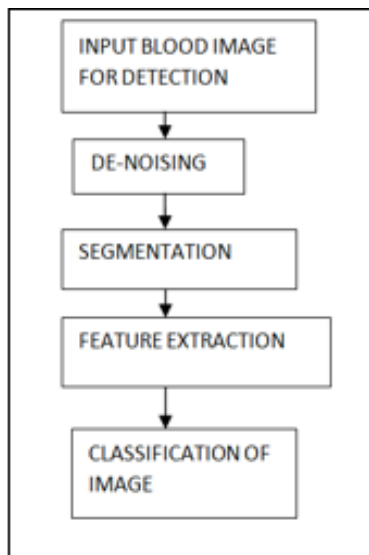 INPUT BLOOD IMAGE
FOR DETECTION
DE-NOISING
SEGMENTATION
FEATURE EXTRACTION
CLASSIFICATION OF
IMAGE